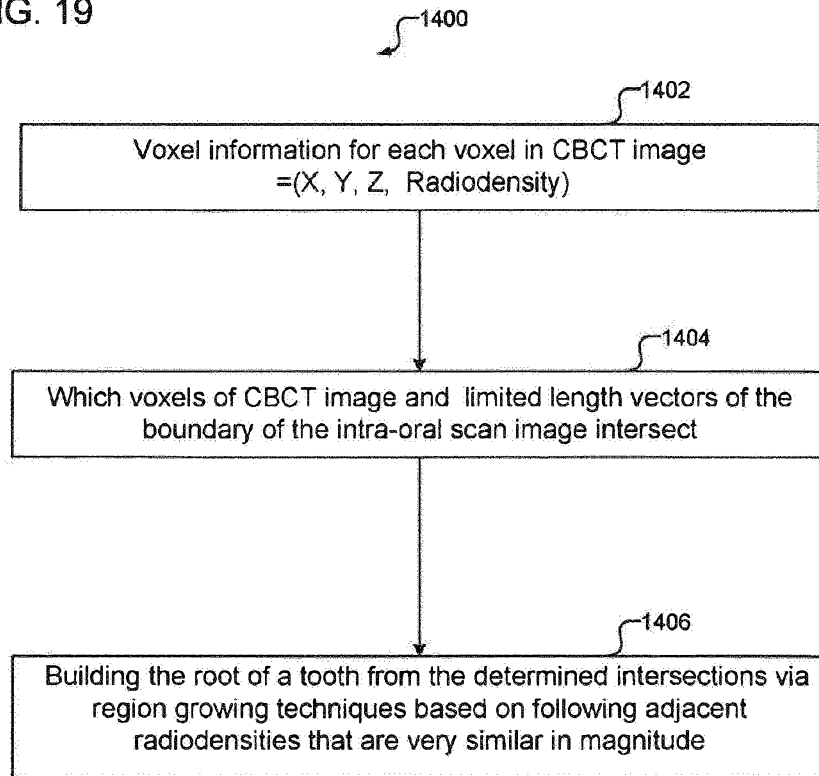 IG. 19
1400
1402
Voxel information for each voxel in CBCT image
=(X, Y, Z, Radiodensity)
1404
Which voxels of CBCT image and limited length vectors of the
boundary of the intra-oral scan image intersect
1406
Building the root of a tooth from the determined intersections via
region growing techniques based on following adjacent
radiodensities that are very similar in magnitude